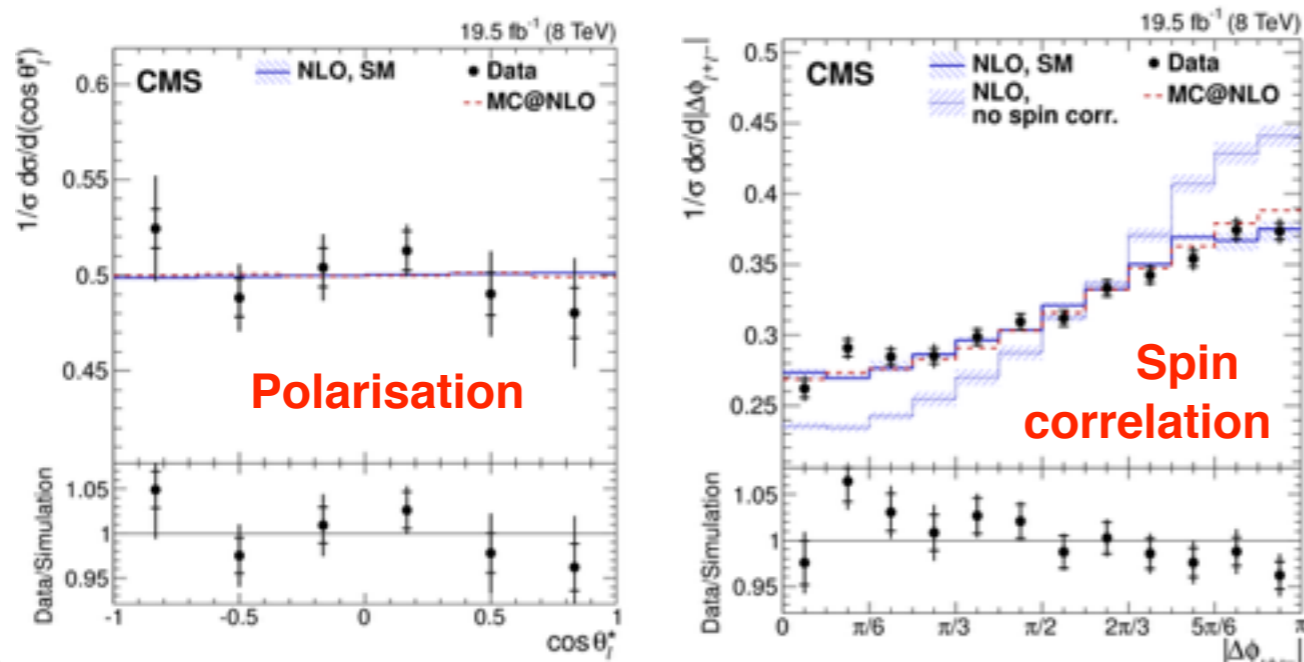 19.5 fb⁻¹ (8 TeV)
1/σ dσ/d(cos θ*l)
CMS
NLO, SM
Data
MC@NLO
0.6
0.55
0.5
0.45
Polarisation
Data/Simulation
1.05
1
0.95
-1 -0.5 0 0.5 1
cos θ*l
19.5 fb⁻¹ (8 TeV)
1/σ dσ/d|Δϕl+l-|
CMS
NLO, SM
Data
NLO,
no spin corr.
MC@NLO
0.5
0.45
0.4
0.35
0.3
0.25
Spin
correlation
Data/Simulation
1.05
1
0.95
0 π/6 π/3 π/2 2π/3 5π/6 π